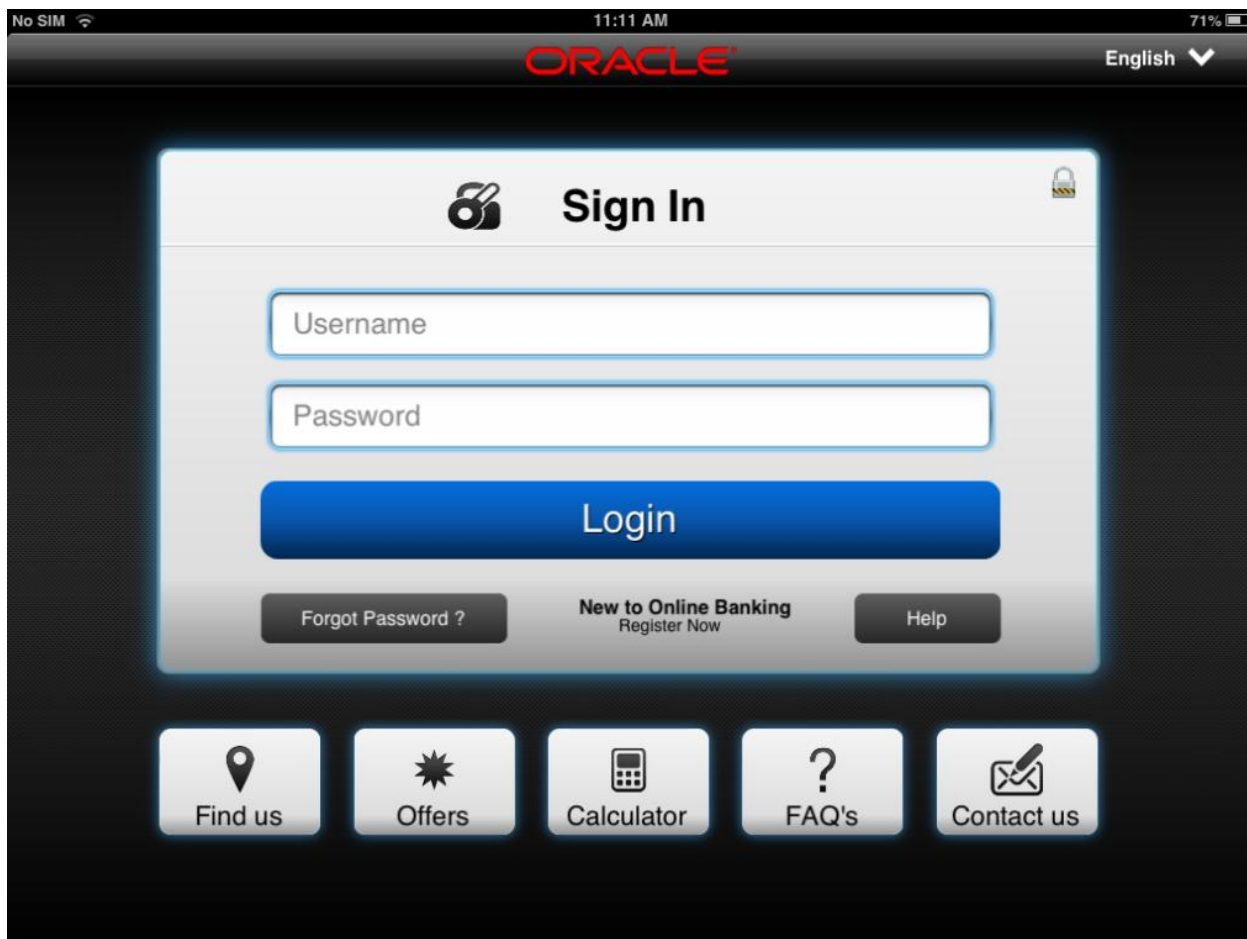 No SIM 11:11 AM 71%
ORACLE English
Sign In
Username
Password
Login
Forgot Password ? New to Online Banking Help
Register Now
Find us Offers Calculator FAQ's Contact us